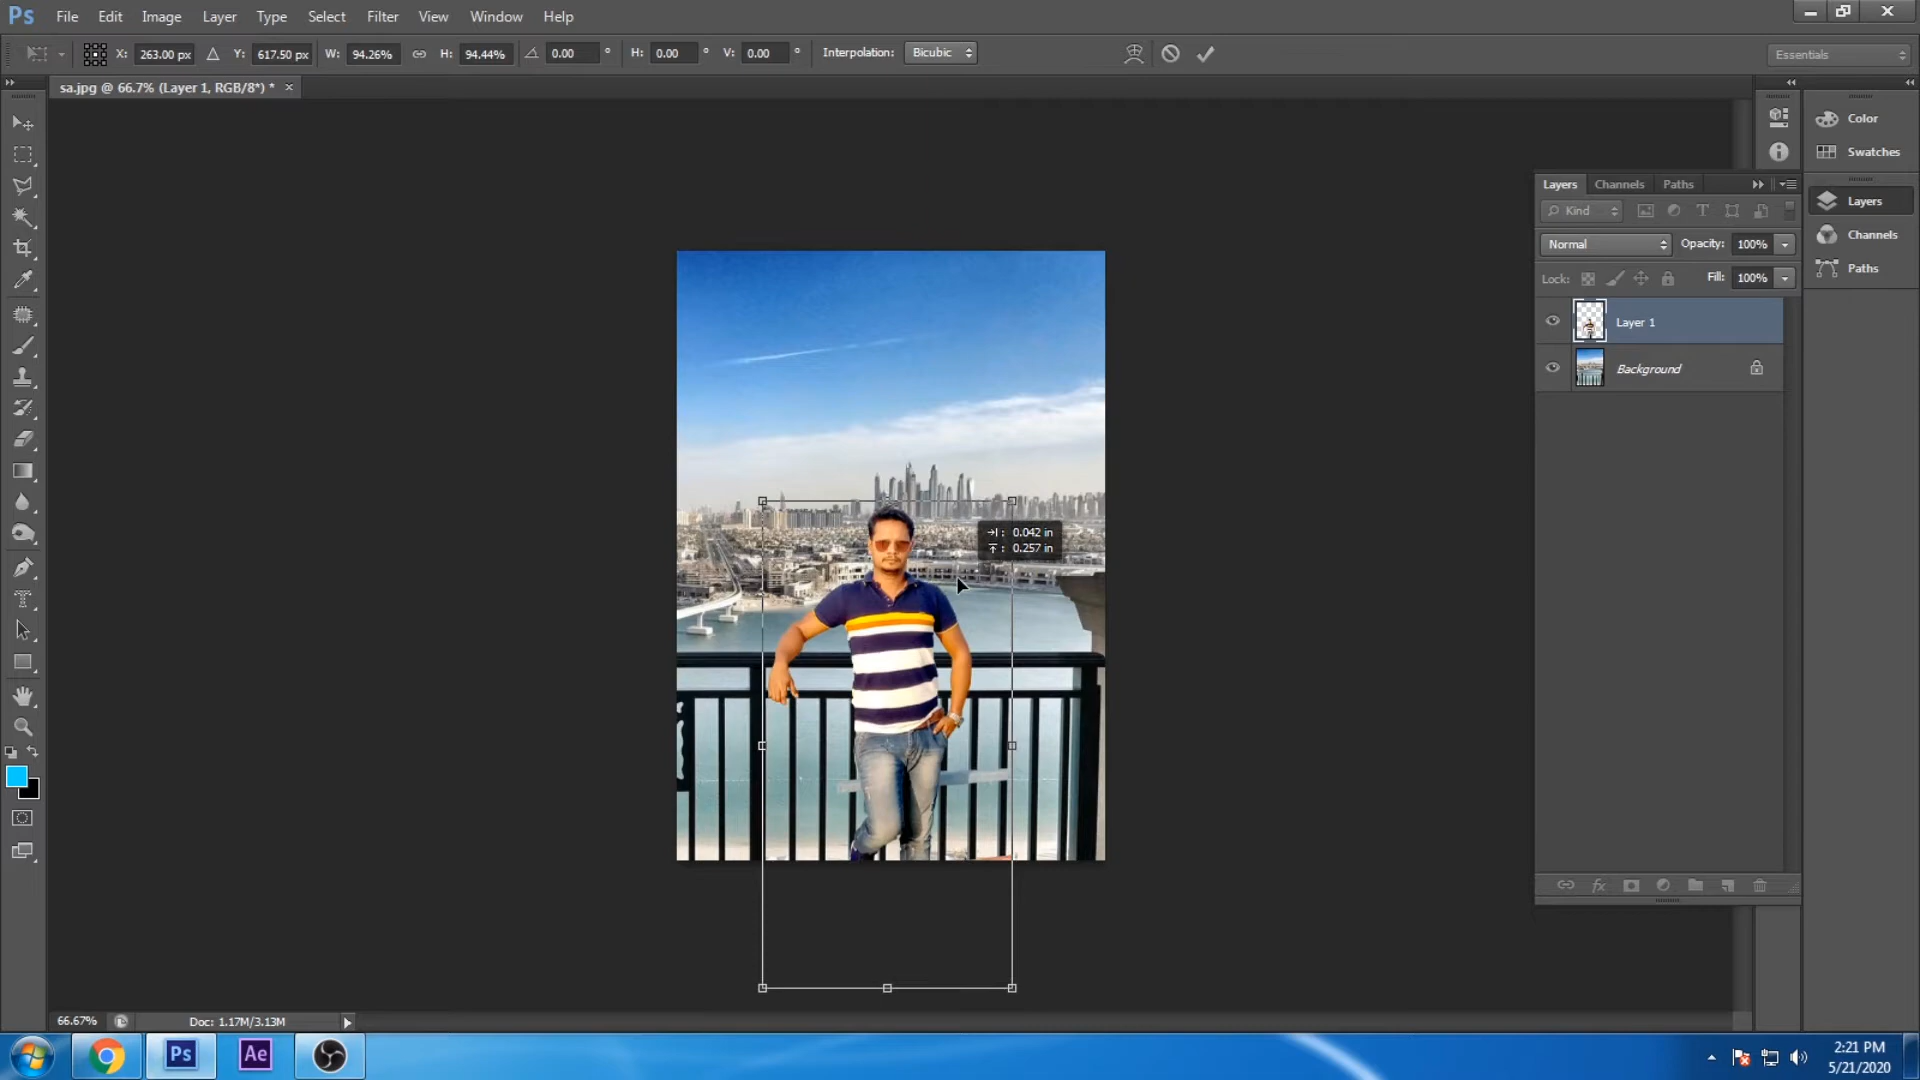 Ps File Edit Image Layer Type Select Filter View Window Help
X: 263.00 px Y: 617.50 px W: 94.26% H: 94.44% 0.00 ° H: 0.00 ° V: 0.00 ° Interpolation: Bicubic Essentials
sa.jpg @ 66.7% (Layer 1, RGB/8*) * ×
Color
Swatches
Layers Channels Paths
Layers
Kind
Channels
Normal Opacity: 100%
Paths
Lock: Fill: 100%
Layer 1
Background
: 0.042 in
: 0.257 in
fx
66.67% Doc: 1.17M/3.13M
Ps Ae
2:21 PM
5/21/2020